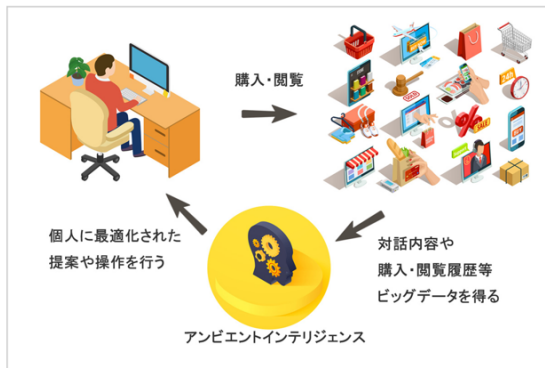 購入・閲覧
個人に最適化された
提案や操作を行う
対話内容や
購入・閲覧履歴等
ビッグデータを得る
アンビエントインテリジェンス
SALE
24h